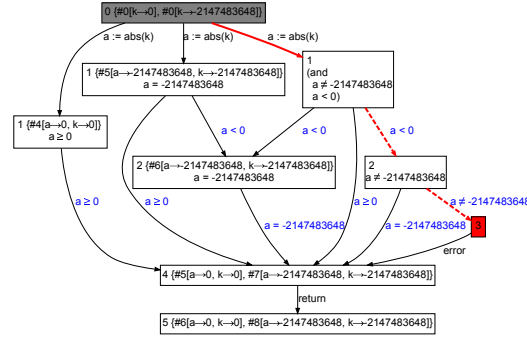 0 {#0[k→0], #0[k→-2147483648]}
a := abs(k)
a := abs(k)
a := abs(k)
1
(and
a ≠ -2147483648
a < 0)
1 {#5[a→-2147483648, k→-2147483648]}
a = -2147483648
1 {#4[a→0, k→0]}
a ≥ 0
a < 0
a < 0
a < 0
2 {#6[a→-2147483648, k→-2147483648]}
a = -2147483648
2
a ≠ -2147483648
a ≥ 0
a ≥ 0
a ≥ 0
a ≠ -2147483648
a = -2147483648
a = -2147483648
3
error
4 {#5[a→0, k→0], #7[a→-2147483648, k→-2147483648]}
return
5 {#6[a→0, k→0], #8[a→-2147483648, k→-2147483648]}